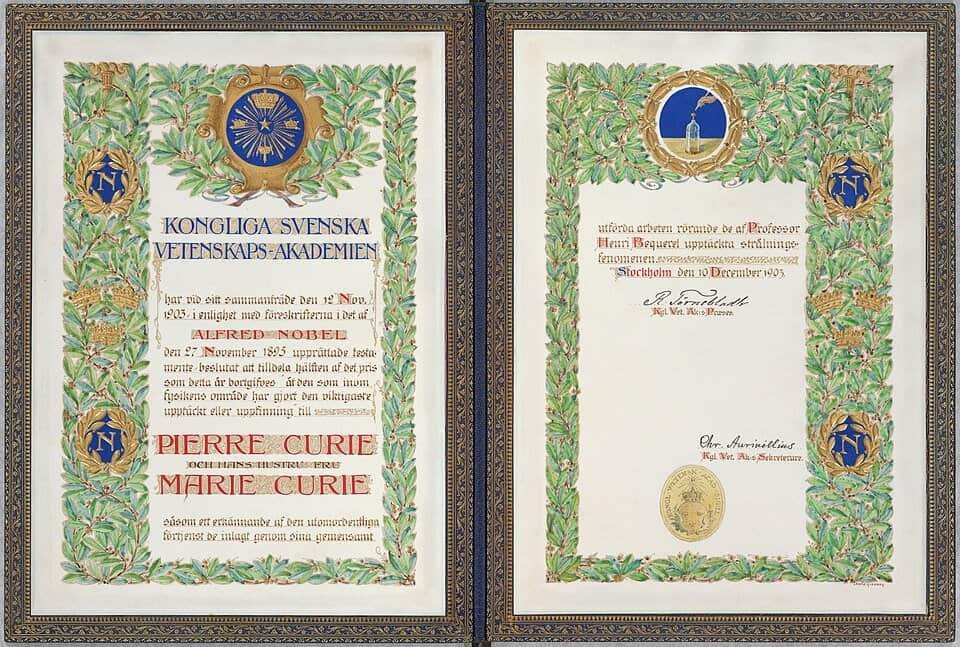 N
N
N
N
KONGLIGA SVENSKA
VETENSKAPS-AKADEMIEN
har vid sitt sammanträde den 12 Nov.
1903 i enlighet med föreskrifterna i det af
ALFRED NOBEL
den 27 November 1895 upprättade testa-
mente beslutat att tilldela hälften af det pris
som detta år bortgifves "åt den som inom
fysikens område har gjort den viktigaste
upptäckt eller uppfinning" till
PIERRE CURIE
OCH HANS HUSTRU FRU
MARIE CURIE
såsom ett erkännande af den utomordentliga
förtjenst de inlagt genom sina gemensamt
utförda arbeten rörande de af Professor
Henri Bequerel upptäckta strålnings-
fenomenen.
Stockholm den 10 December 1903.
R. Törnebladh
Kgl. Vet. Ak:s Præses.
Chr. Aurivillius
Kgl. Vet. Ak:s Sekreterare.